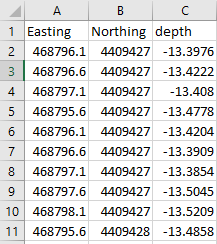 A B C
1 Easting Northing depth
2 468796.1 4409427 -13.3976
3 468796.6 4409427 -13.4222
4 468797.1 4409427 -13.408
5 468795.6 4409427 -13.4778
6 468796.1 4409427 -13.4204
7 468796.6 4409427 -13.3909
8 468797.1 4409427 -13.3854
9 468797.6 4409427 -13.5045
10 468798.1 4409427 -13.5209
11 468795.6 4409428 -13.4858